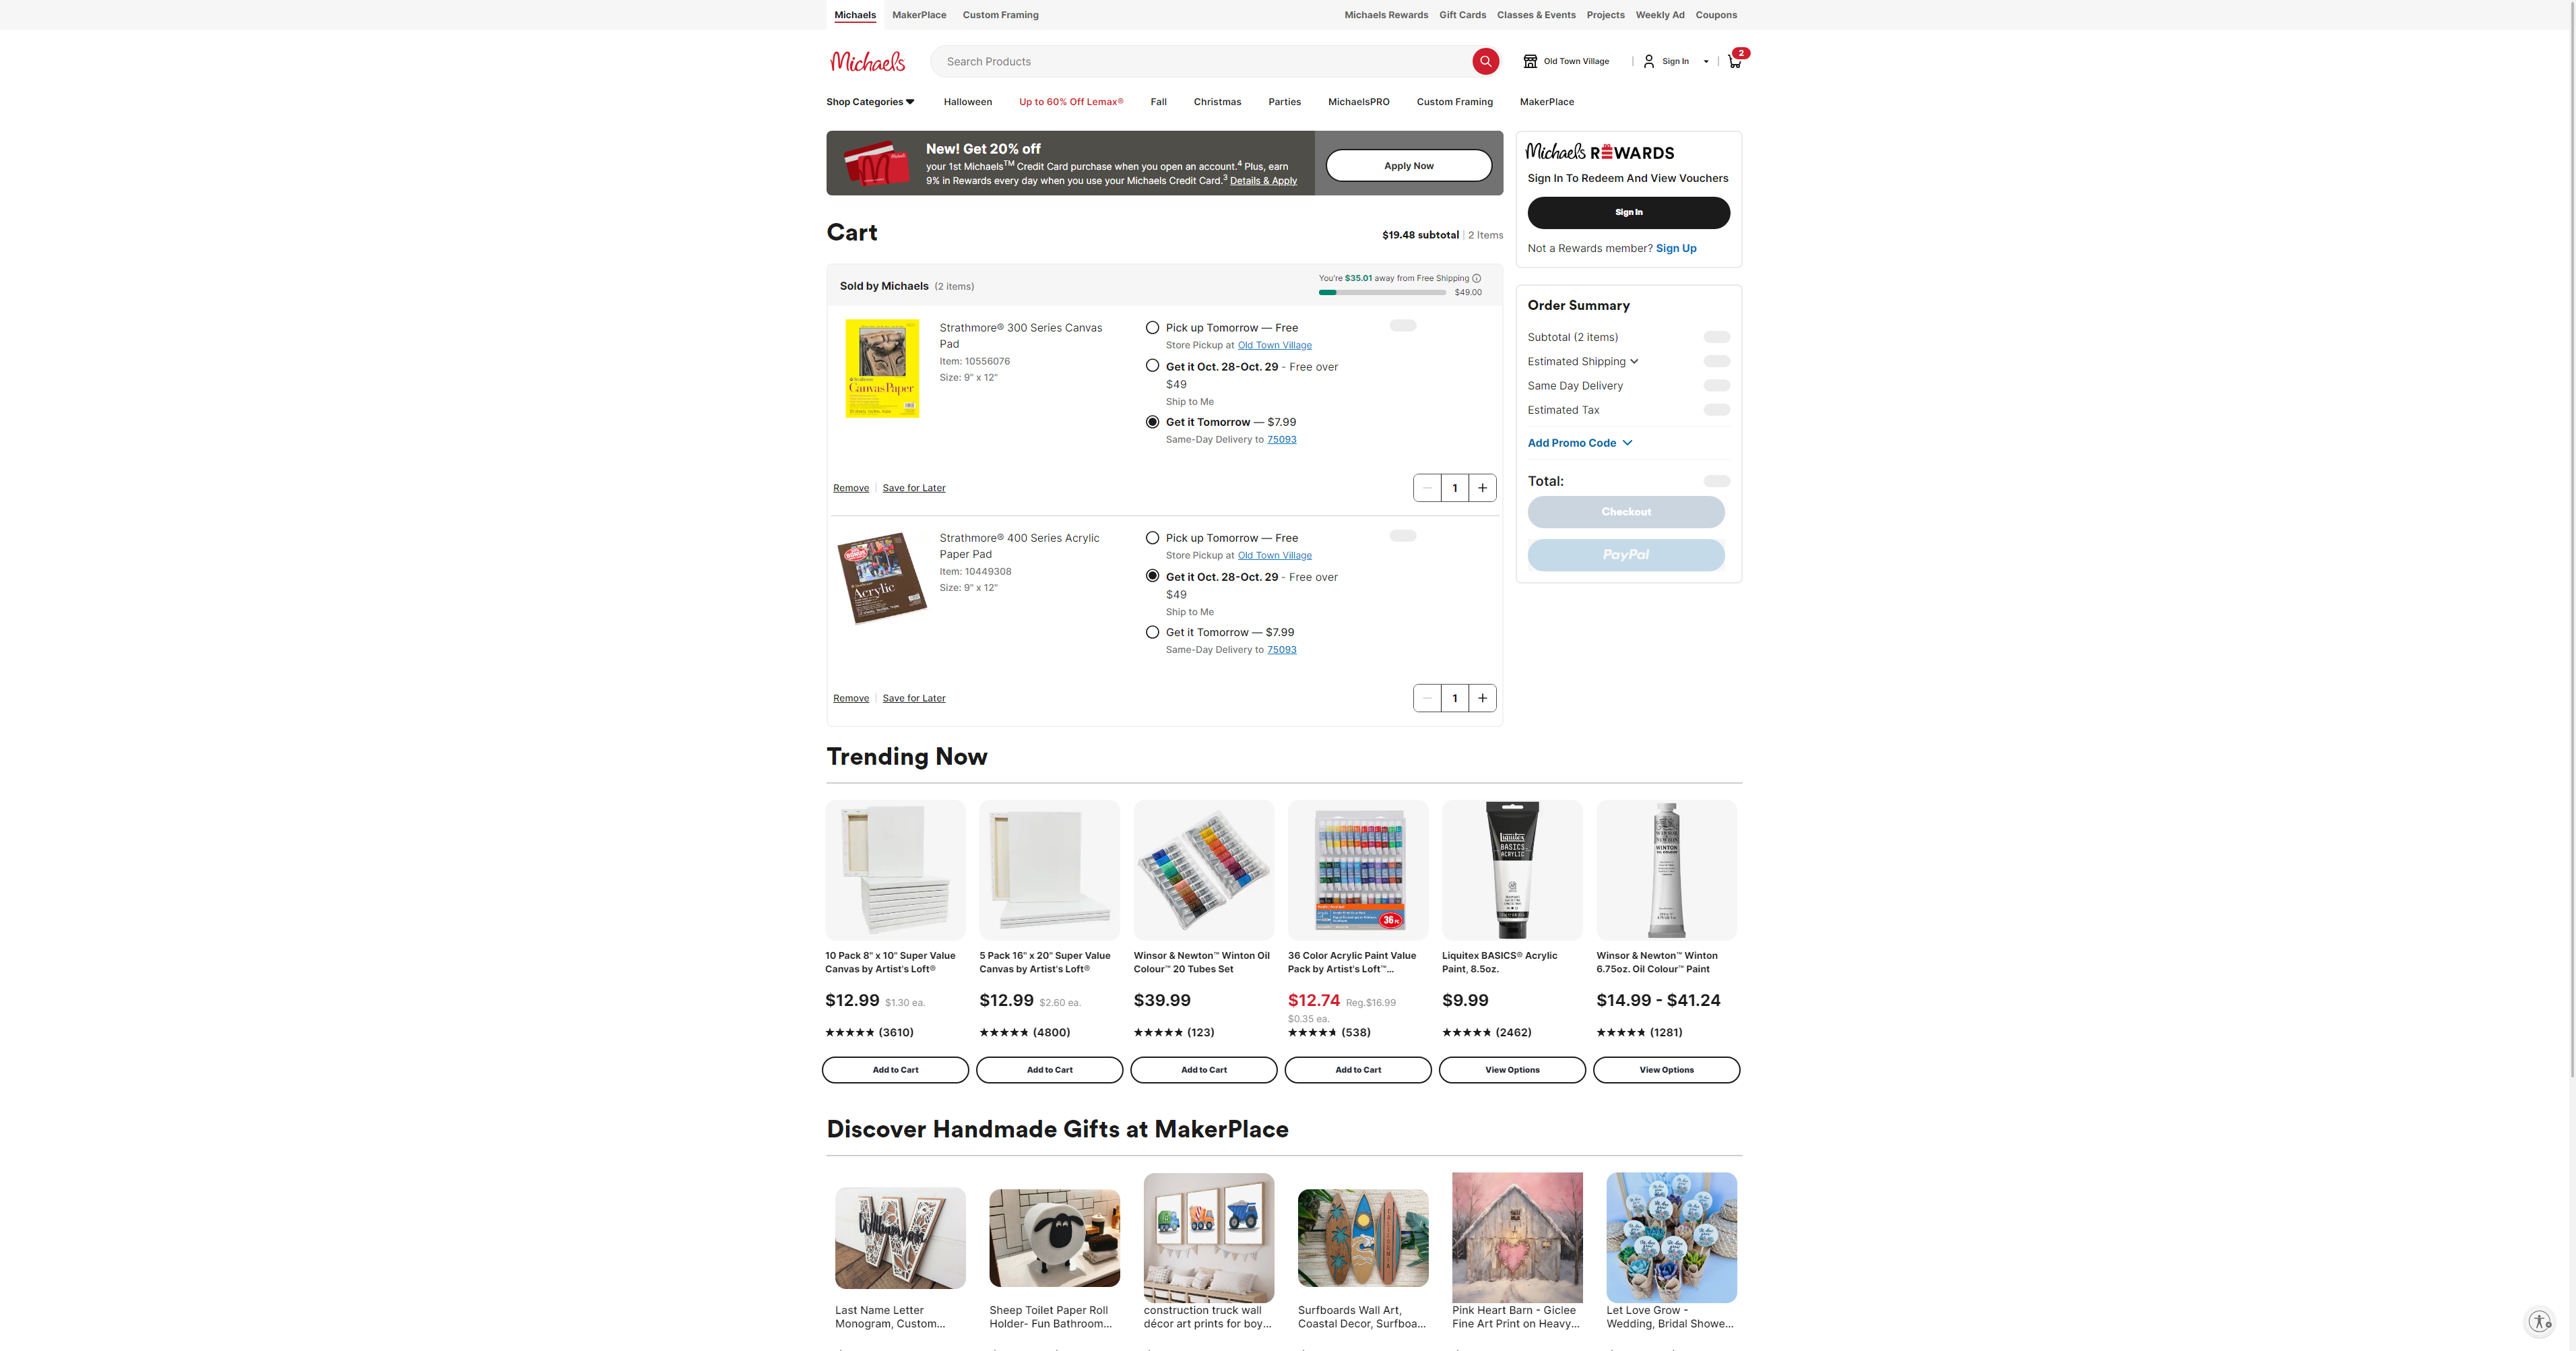 Michaels MakerPlace Custom Framing Michaels Rewards Gift Cards Classes & Events Projects Weekly Ad Coupons
Michaels Search Products Old Town Village | Sign In | 2
Shop Categories Halloween Up to 60% Off Lemax® Fall Christmas Parties MichaelsPRO Custom Framing MakerPlace
New! Get 20% off
your 1st Michaels™ Credit Card purchase when you open an account.4 Plus, earn
9% in Rewards every day when you use your Michaels Credit Card.3 Details & Apply
Apply Now
Michaels REWARDS
Sign In To Redeem And View Vouchers
Sign In
Not a Rewards member? Sign Up
Cart
$19.48 subtotal | 2 Items
Sold by Michaels (2 items)
You're $35.01 away from Free Shipping
$49.00
Strathmore® 300 Series Canvas
Pad
Item: 10556076
Size: 9" x 12"
Canvas Paper
Pick up Tomorrow — Free
Store Pickup at Old Town Village
Get it Oct. 28-Oct. 29 - Free over
$49
Ship to Me
Get it Tomorrow — $7.99
Same-Day Delivery to 75093
Remove | Save for Later
1
Strathmore® 400 Series Acrylic
Paper Pad
Item: 10449308
Size: 9" x 12"
Acrylic
Pick up Tomorrow — Free
Store Pickup at Old Town Village
Get it Oct. 28-Oct. 29 - Free over
$49
Ship to Me
Get it Tomorrow — $7.99
Same-Day Delivery to 75093
Remove | Save for Later
1
Order Summary
Subtotal (2 items)
Estimated Shipping
Same Day Delivery
Estimated Tax
Add Promo Code
Total:
Checkout
PayPal
Trending Now
Liquitex
BASICS
ACRYLIC
WINTON
36
10 Pack 8" x 10" Super Value
Canvas by Artist's Loft®
$12.99 $1.30 ea.
(3610)
Add to Cart
5 Pack 16" x 20" Super Value
Canvas by Artist's Loft®
$12.99 $2.60 ea.
(4800)
Add to Cart
Winsor & Newton™ Winton Oil
Colour™ 20 Tubes Set
$39.99
(123)
Add to Cart
36 Color Acrylic Paint Value
Pack by Artist's Loft™...
$12.74 Reg.$16.99
$0.35 ea.
(538)
Add to Cart
Liquitex BASICS® Acrylic
Paint, 8.5oz.
$9.99
(2462)
View Options
Winsor & Newton™ Winton
6.75oz. Oil Colour™ Paint
$14.99 - $41.24
(1281)
View Options
Discover Handmade Gifts at MakerPlace
Last Name Letter
Monogram, Custom...
Sheep Toilet Paper Roll
Holder- Fun Bathroom...
construction truck wall
décor art prints for boy...
Surfboards Wall Art,
Coastal Decor, Surfboa...
Pink Heart Barn - Giclee
Fine Art Print on Heavy...
Let Love Grow -
Wedding, Bridal Showe...